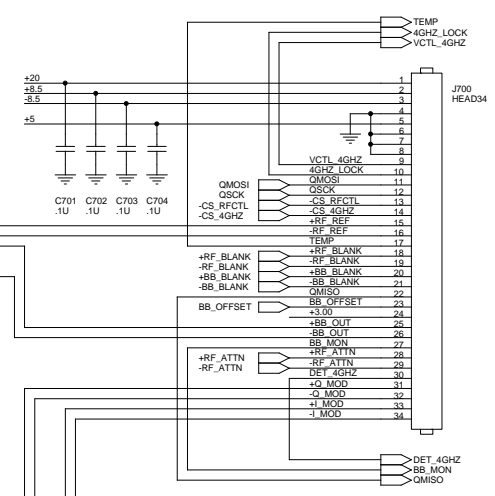 TEMP
4GHZ_LOCK
VCTL_4GHZ
J700
HEAD34
+20 1
+8.5 2
-8.5 3
4
+5 5
6
7
8
VCTL_4GHZ 9
4GHZ_LOCK 10
QMOSI QMOSI 11
QSCK QSCK 12
-CS_RFCTL -CS_RFCTL 13
-CS_4GHZ -CS_4GHZ 14
C701 C702 C703 C704
.1U .1U .1U .1U
+RF_REF 15
-RF_REF 16
TEMP 17
+RF_BLANK +RF_BLANK 18
-RF_BLANK -RF_BLANK 19
+BB_BLANK +BB_BLANK 20
-BB_BLANK -BB_BLANK 21
QMISO 22
BB_OFFSET BB_OFFSET 23
+3.00 24
+BB_OUT 25
-BB_OUT 26
BB_MON 27
+RF_ATTN +RF_ATTN 28
-RF_ATTN -RF_ATTN 29
DET_4GHZ 30
+Q_MOD 31
-Q_MOD 32
+I_MOD 33
-I_MOD 34
DET_4GHZ
BB_MON
QMISO